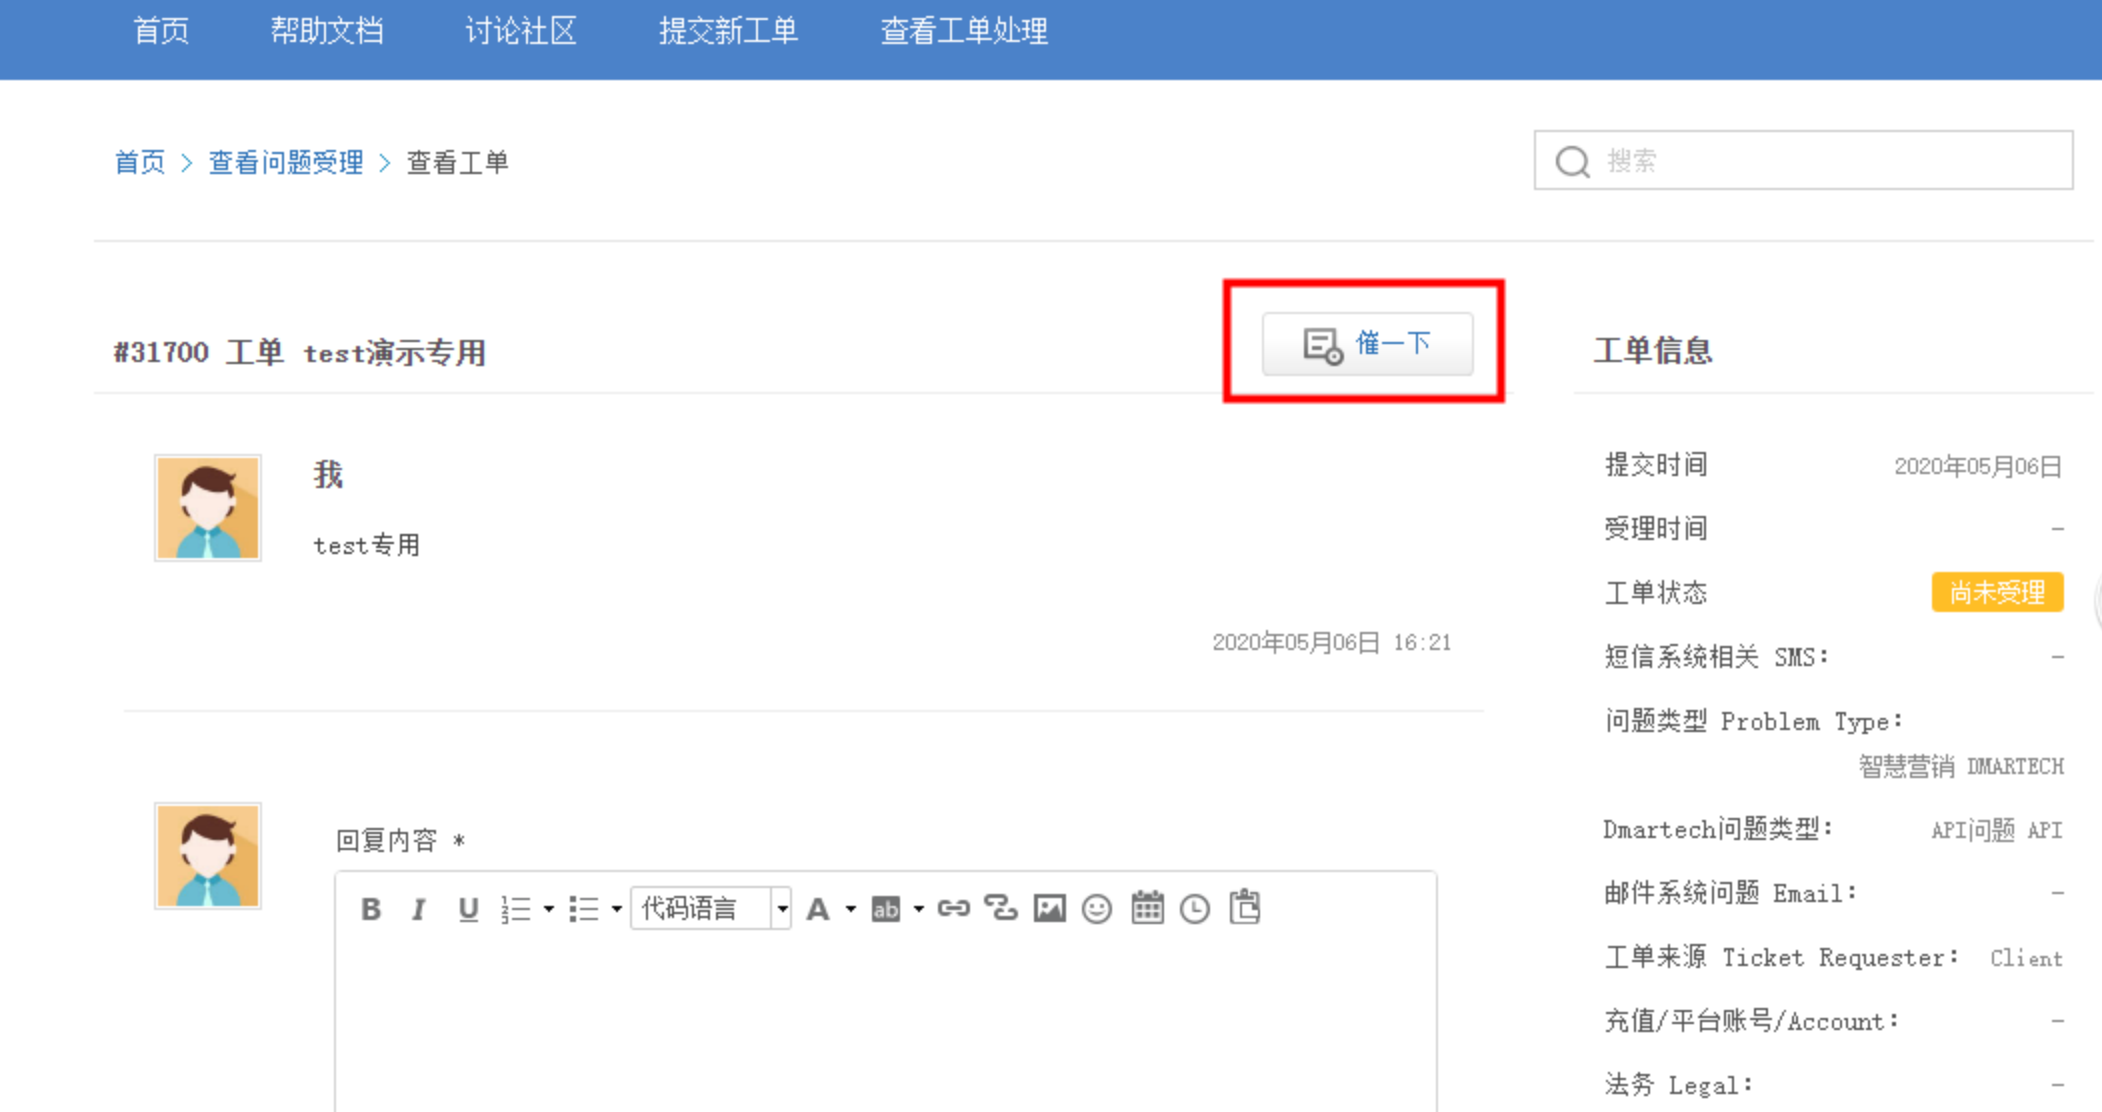 首页 帮助文档 讨论社区 提交新工单 查看工单处理
首页 > 查看问题受理 > 查看工单
搜索
#31700 工单 test演示专用
催一下
我
test专用
2020年05月06日 16:21
回复内容 *
B I U 代码语言 A ab
工单信息
提交时间 2020年05月06日
受理时间 -
工单状态 尚未受理
短信系统相关 SMS: -
问题类型 Problem Type:
智慧营销 DMARTECH
Dmartech问题类型: API问题 API
邮件系统问题 Email: -
工单来源 Ticket Requester: Client
充值/平台账号/Account: -
法务 Legal: -